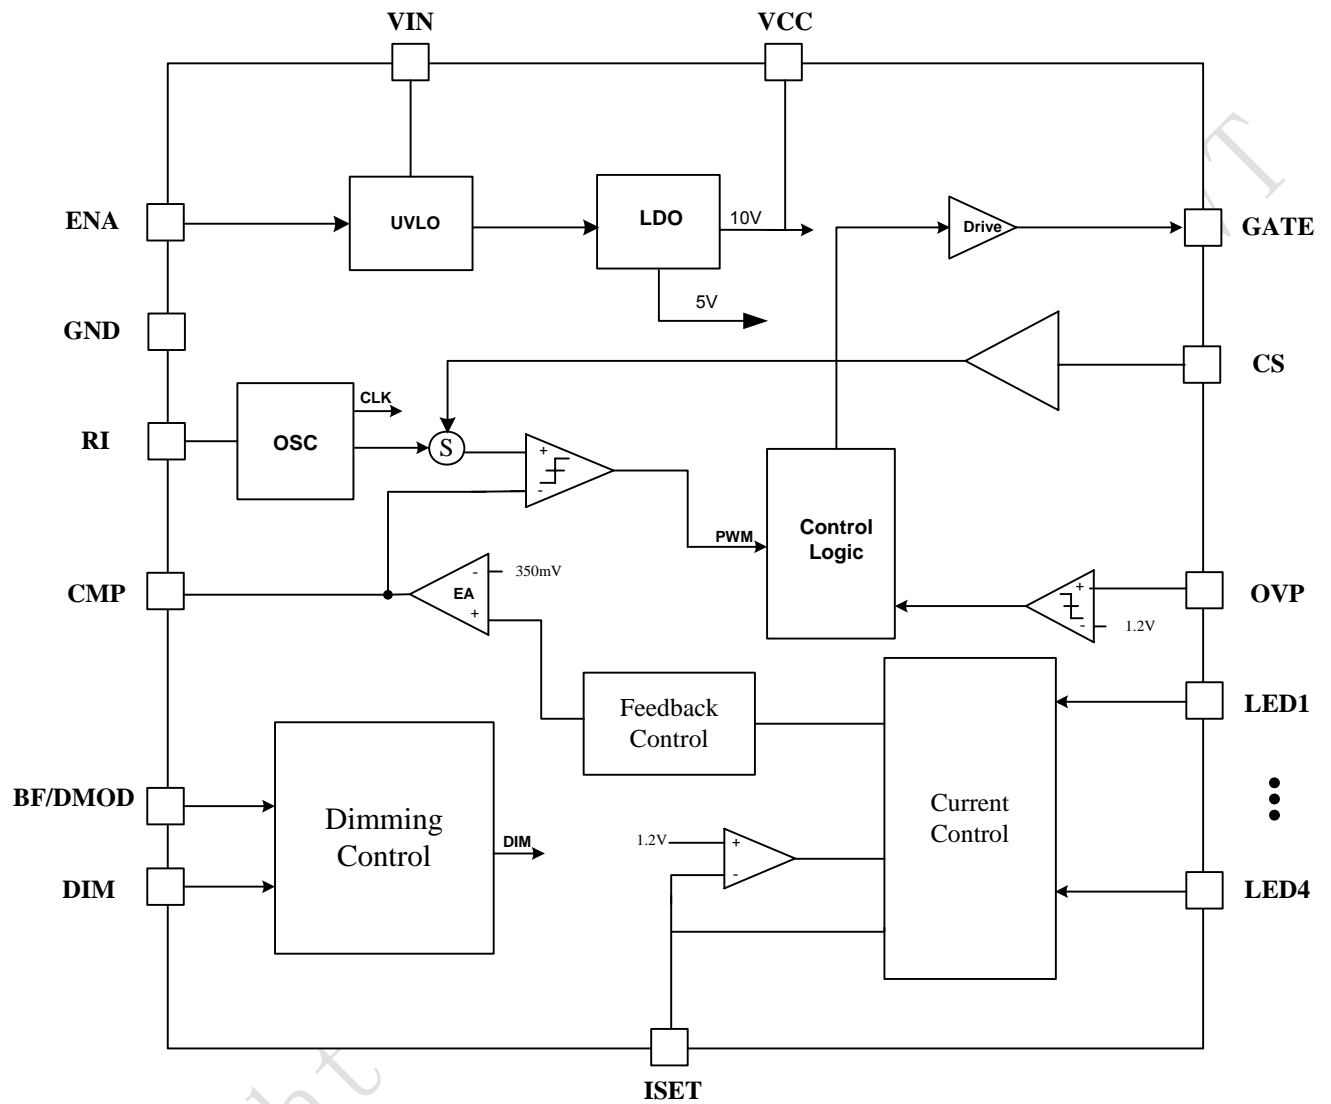 VIN
VCC
ENA
UVLO
LDO
10V
5V
Drive
GATE
GND
CS
RI
OSC
CLK
S
+
-
PWM
Control
Logic
CMP
EA
-
+
350mV
+
-
1.2V
OVP
Feedback
Control
LED1
BF/DMOD
Dimming
Control
DIM
DIM
1.2V
+
-
Current
Control
LED4
ISET
T
ht